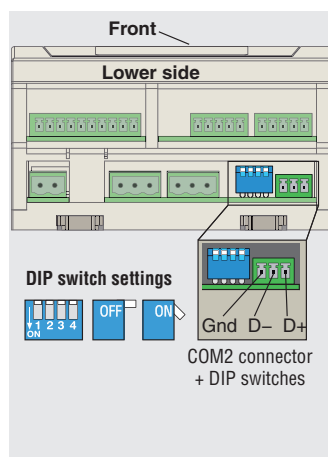 Front
Lower side
DIP switch settings
1 2 3 4
ON
OFF
ON
Gnd D– D+
COM2 connector
+ DIP switches